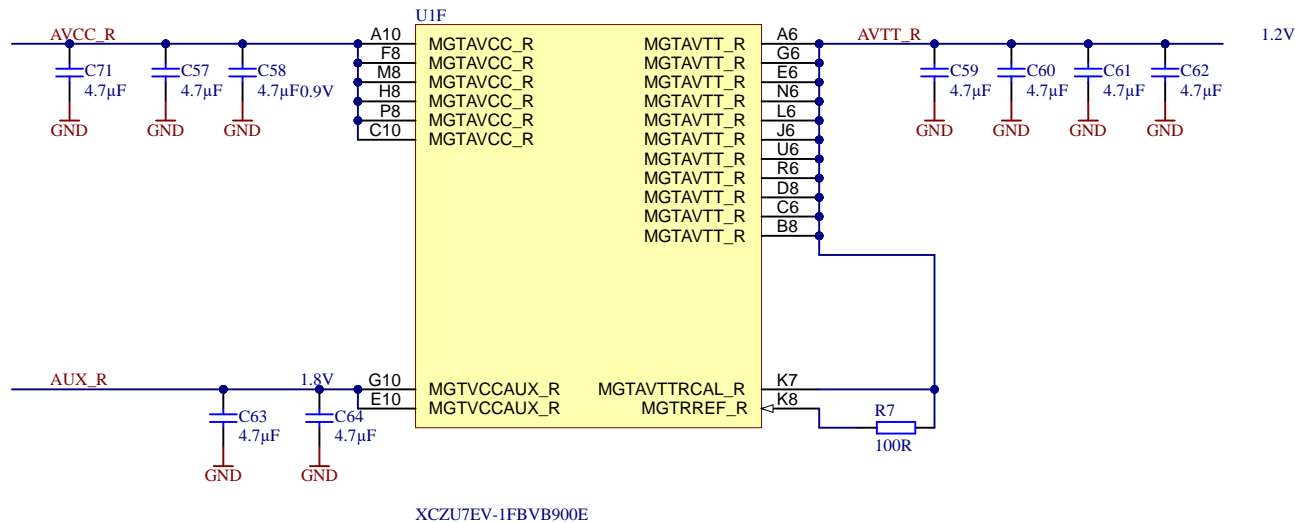 U1F
AVCC_R
A10
MGTAVCC_R
MGTAVTT_R
A6
AVTT_R
1.2V
F8
MGTAVCC_R
MGTAVTT_R
G6
C71
4.7µF
C57
4.7µF
C58
4.7µF
0.9V
M8
MGTAVCC_R
MGTAVTT_R
E6
C59
4.7µF
C60
4.7µF
C61
4.7µF
C62
4.7µF
H8
MGTAVCC_R
MGTAVTT_R
N6
P8
MGTAVCC_R
MGTAVTT_R
L6
GND
GND
GND
GND
GND
GND
GND
C10
MGTAVCC_R
MGTAVTT_R
J6
MGTAVTT_R
U6
MGTAVTT_R
R6
MGTAVTT_R
D8
MGTAVTT_R
C6
MGTAVTT_R
B8
AUX_R
1.8V
G10
MGTVCCAUX_R
MGTAVTTRCAL_R
K7
E10
MGTVCCAUX_R
MGTRREF_R
K8
C63
4.7µF
C64
4.7µF
R7
100R
GND
GND
XCZU7EV-1FBVB900E